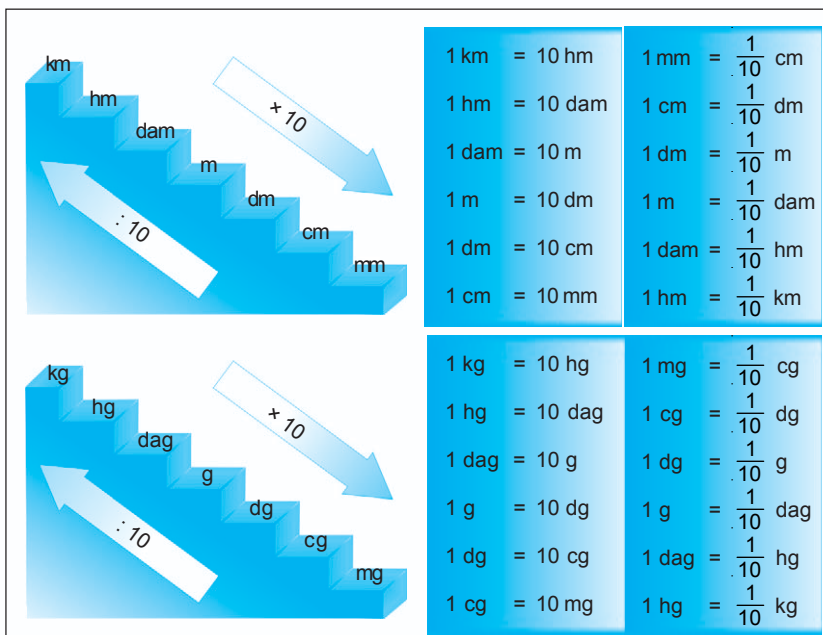 km
hm
dam
m
dm
cm
mm
× 10
: 10
1 km = 10 hm
1 hm = 10 dam
1 dam = 10 m
1 m = 10 dm
1 dm = 10 cm
1 cm = 10 mm
1 mm = 1/10 cm
1 cm = 1/10 dm
1 dm = 1/10 m
1 m = 1/10 dam
1 dam = 1/10 hm
1 hm = 1/10 km
kg
hg
dag
g
dg
cg
mg
× 10
: 10
1 kg = 10 hg
1 hg = 10 dag
1 dag = 10 g
1 g = 10 dg
1 dg = 10 cg
1 cg = 10 mg
1 mg = 1/10 cg
1 cg = 1/10 dg
1 dg = 1/10 g
1 g = 1/10 dag
1 dag = 1/10 hg
1 hg = 1/10 kg